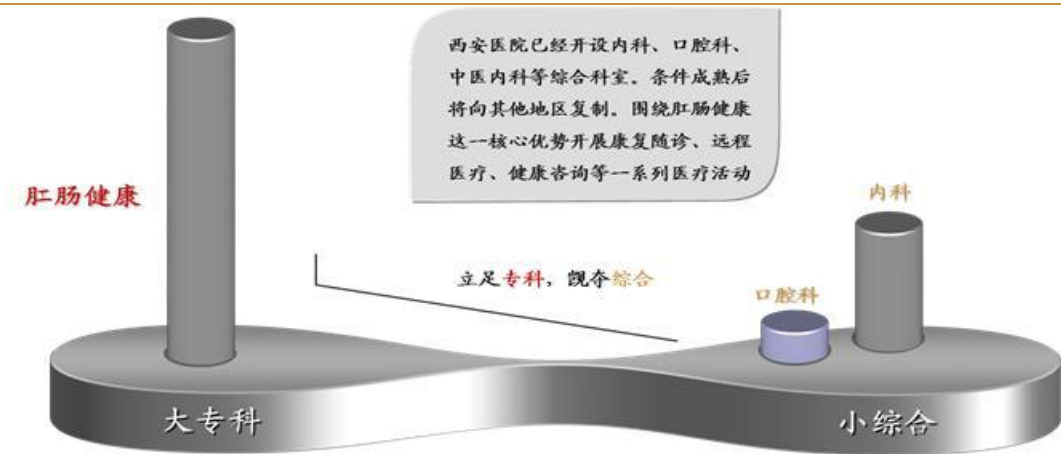 西安医院已经开设内科、口腔科、
中医内科等综合科室。条件成熟后
将向其他地区复制。围绕肛肠健康
这一核心优势开展康复随诊、远程
医疗、健康咨询等一系列医疗活动
肛肠健康
内科
立足专科，觊夺综合
口腔科
大专科
小综合